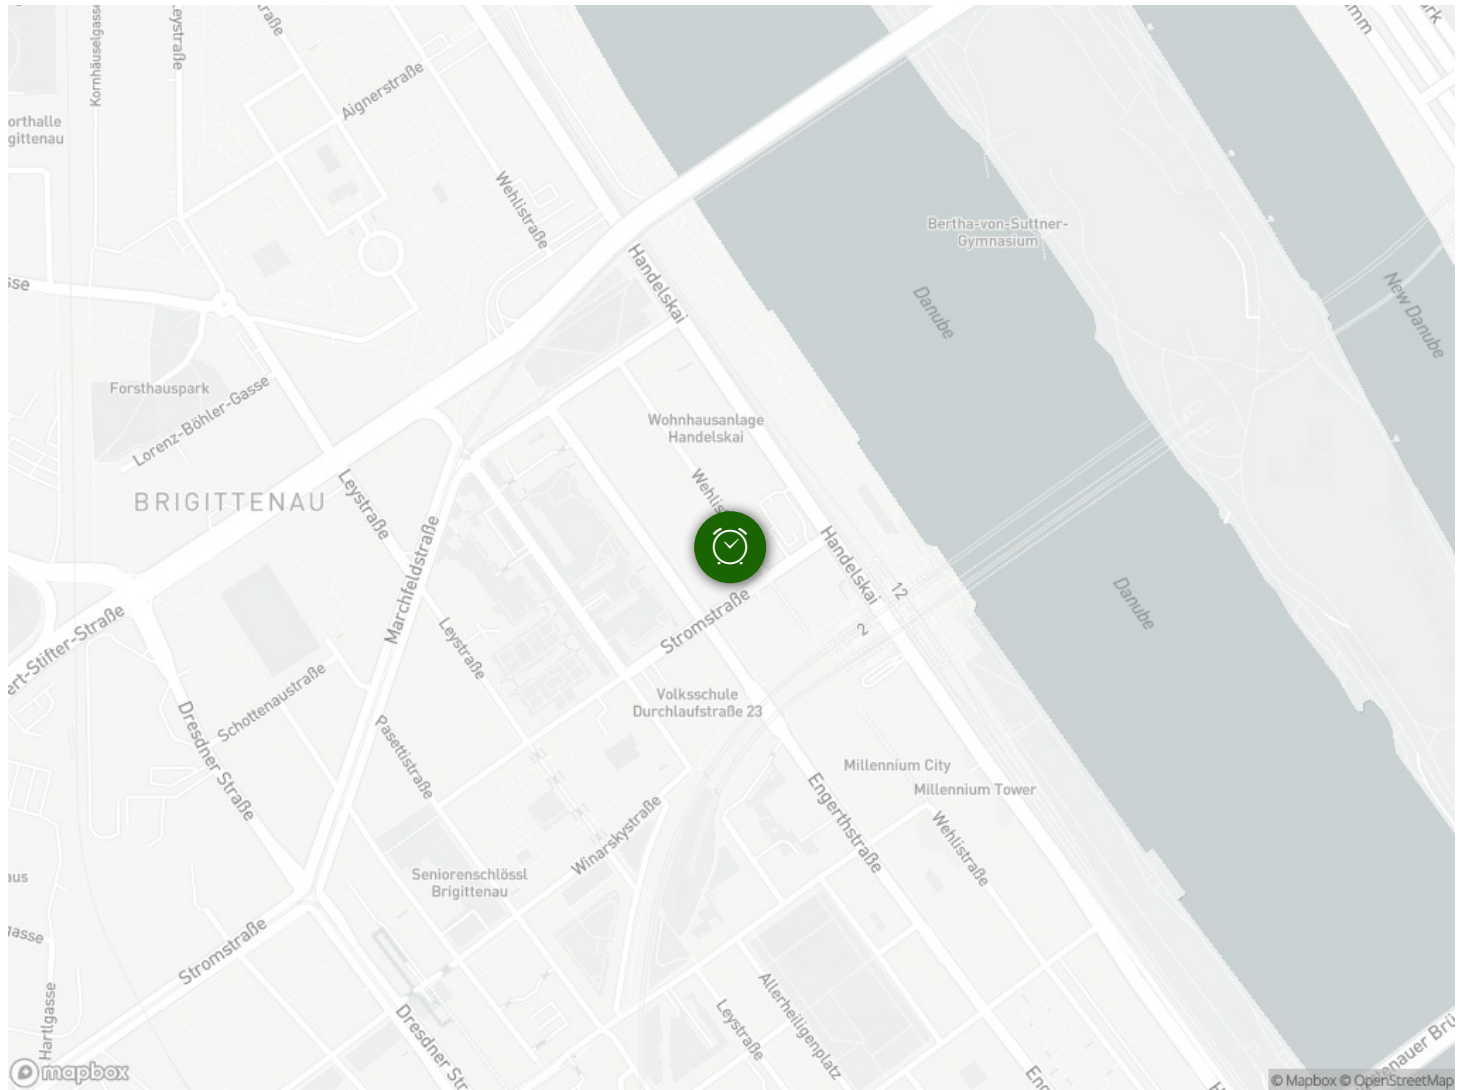 Kornhäuselgasse
Leystraße
Aignerstraße
Wehlistraße
Bertha-von-Suttner-
Gymnasium
Handelskai
Danube
New Danube
Forsthauspark
Lorenz-Böhler-Gasse
Wohnhausanlage
Handelskai
BRIGITTENAU
Leystraße
Marchfeldstraße
Handelskai
12
2
Danube
Stromstraße
Leystraße
Schottenaustraße
Volksschule
Durchlaufstraße 23
Dresdner Straße
Pasettistraße
Millennium City
Millennium Tower
Engerthstraße
Wehlistraße
Winarskystraße
Seniorenschlössl
Brigittenau
Stromstraße
Hartlgasse
Dresdner Str
Leystraße
Allerheiligenplatz
mapbox
© Mapbox © OpenStreetMap